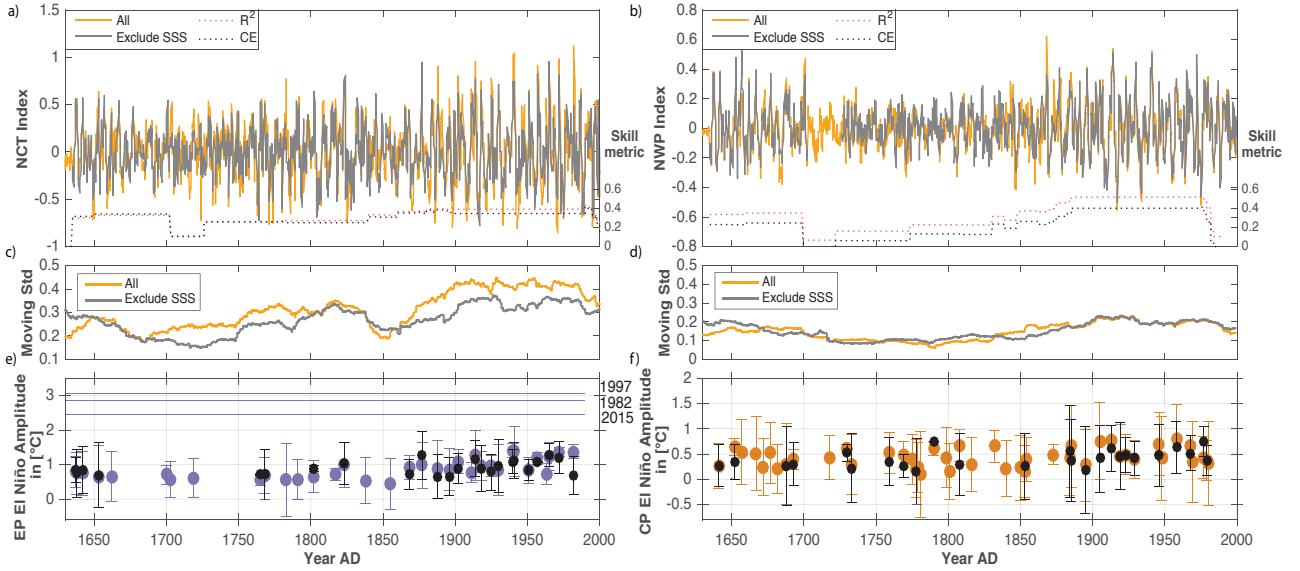 a)
NCT Index
1.5
1
0.5
0
-0.5
-1
All
Exclude SSS
R²
CE
Skill
metric
0.6
0.4
0.2
0
b)
NWP Index
0.8
0.6
0.4
0.2
0
-0.2
-0.4
-0.6
-0.8
All
Exclude SSS
R²
CE
Skill
metric
0.6
0.4
0.2
0
c)
Moving Std
0.5
0.4
0.3
0.2
0.1
All
Exclude SSS
d)
Moving Std
0.5
0.4
0.3
0.2
0.1
0
All
Exclude SSS
e)
EP El Niño Amplitude
in [°C]
3
2
1
0
1997
1982
2015
1650
1700
1750
1800
1850
1900
1950
2000
Year AD
f)
CP El Niño Amplitude
in [°C]
2
1.5
1
0.5
0
-0.5
1650
1700
1750
1800
1850
1900
1950
2000
Year AD